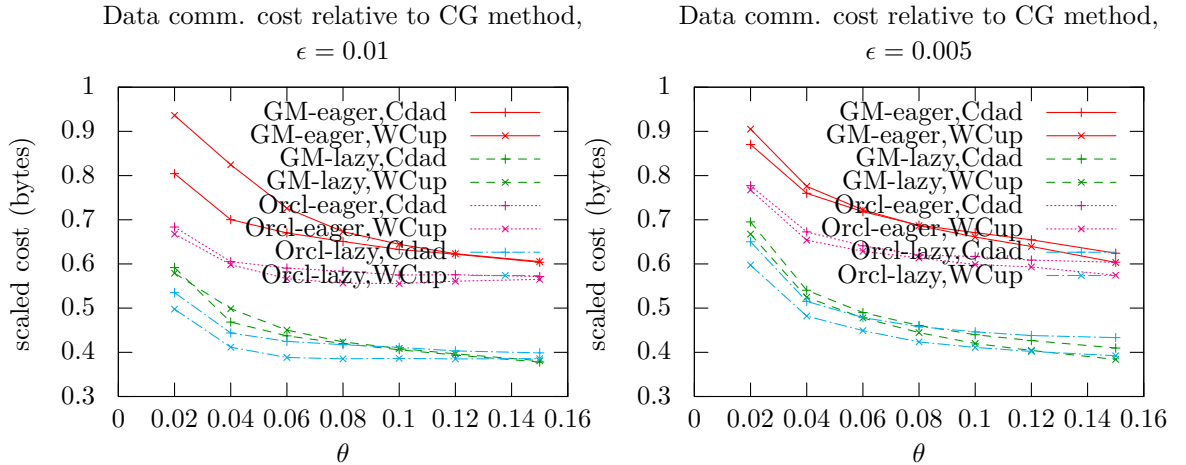 Data comm. cost relative to CG method,
ϵ = 0.01
scaled cost (bytes)
1
0.9
0.8
0.7
0.6
0.5
0.4
0.3
GM-eager,Cdad
GM-eager,WCup
GM-lazy,Cdad
GM-lazy,WCup
Orcl-eager,Cdad
Orcl-eager,WCup
Orcl-lazy,Cdad
Orcl-lazy,WCup
0 0.02 0.04 0.06 0.08 0.1 0.12 0.14 0.16
θ
Data comm. cost relative to CG method,
ϵ = 0.005
scaled cost (bytes)
1
0.9
0.8
0.7
0.6
0.5
0.4
0.3
GM-eager,Cdad
GM-eager,WCup
GM-lazy,Cdad
GM-lazy,WCup
Orcl-eager,Cdad
Orcl-eager,WCup
Orcl-lazy,Cdad
Orcl-lazy,WCup
0 0.02 0.04 0.06 0.08 0.1 0.12 0.14 0.16
θ